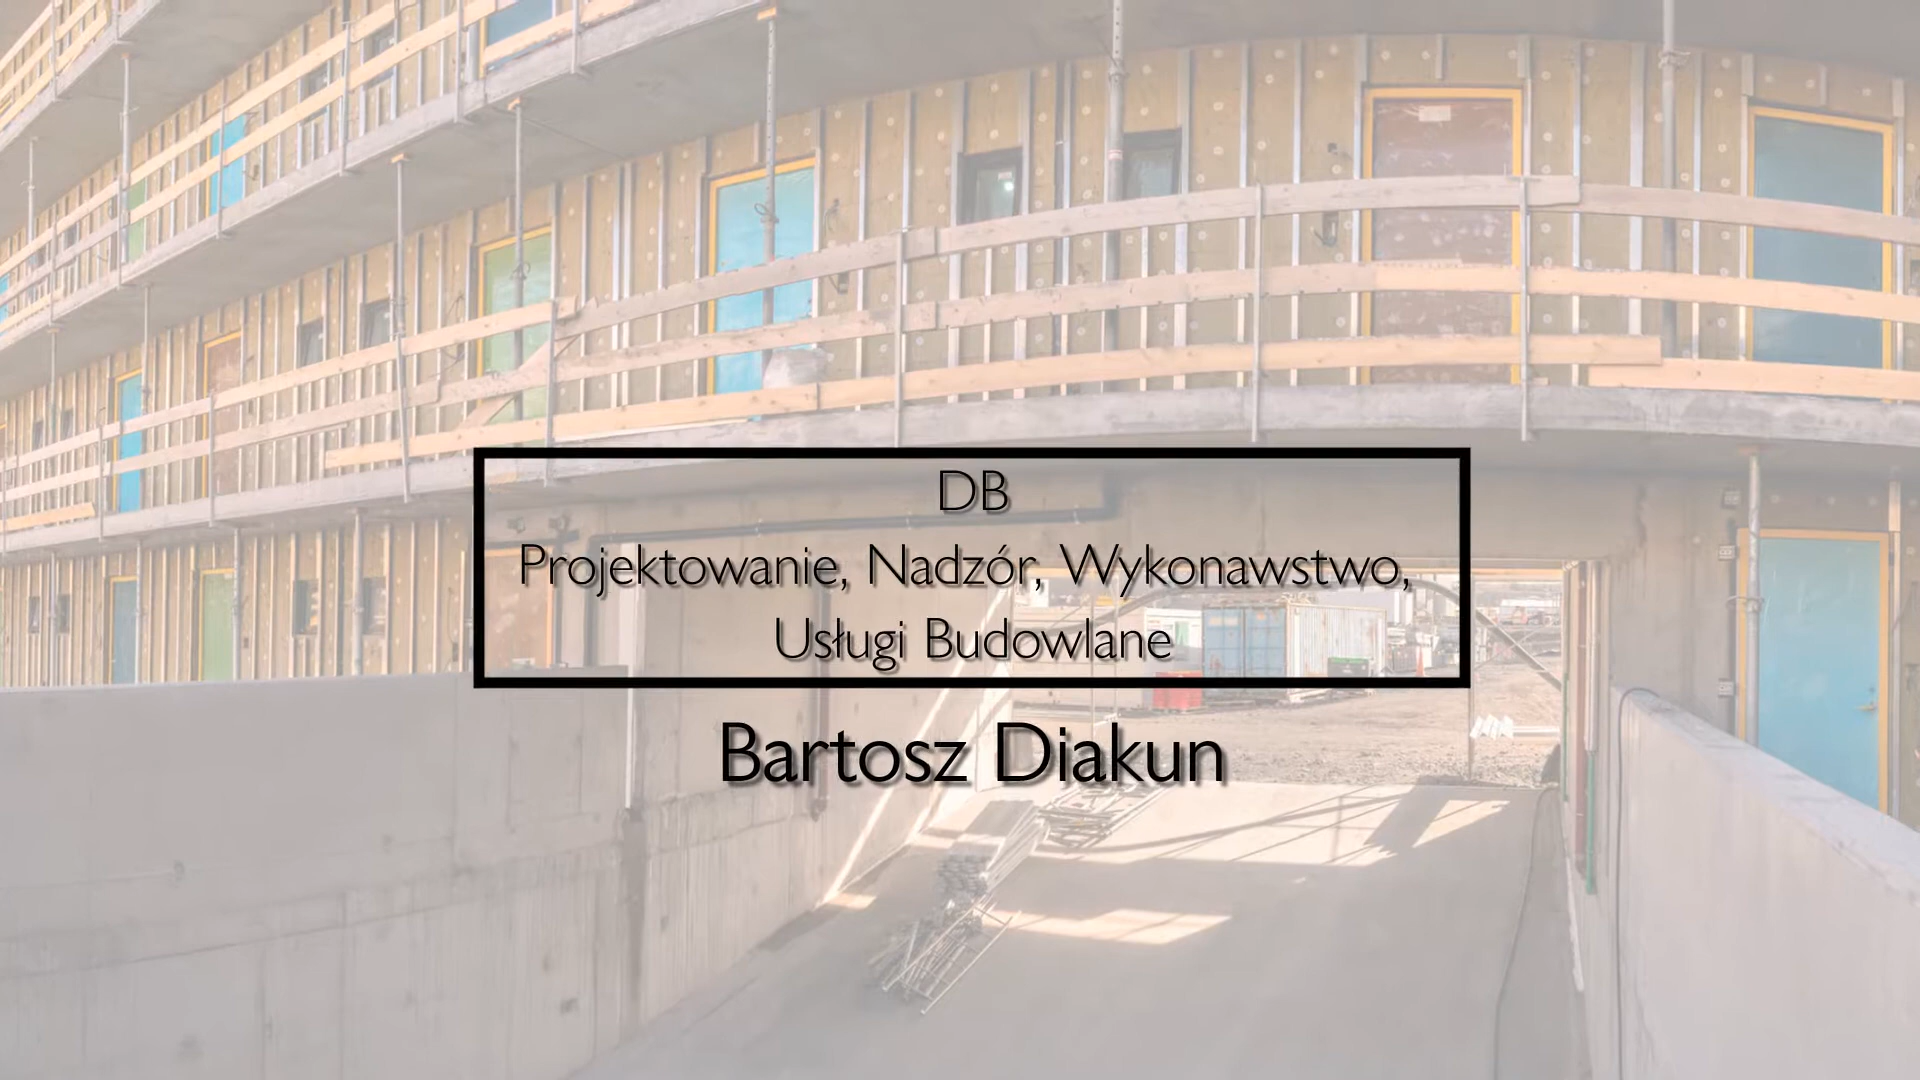 DB
Projektowanie, Nadzór, Wykonawstwo,
Usługi Budowlane
Bartosz Diakun